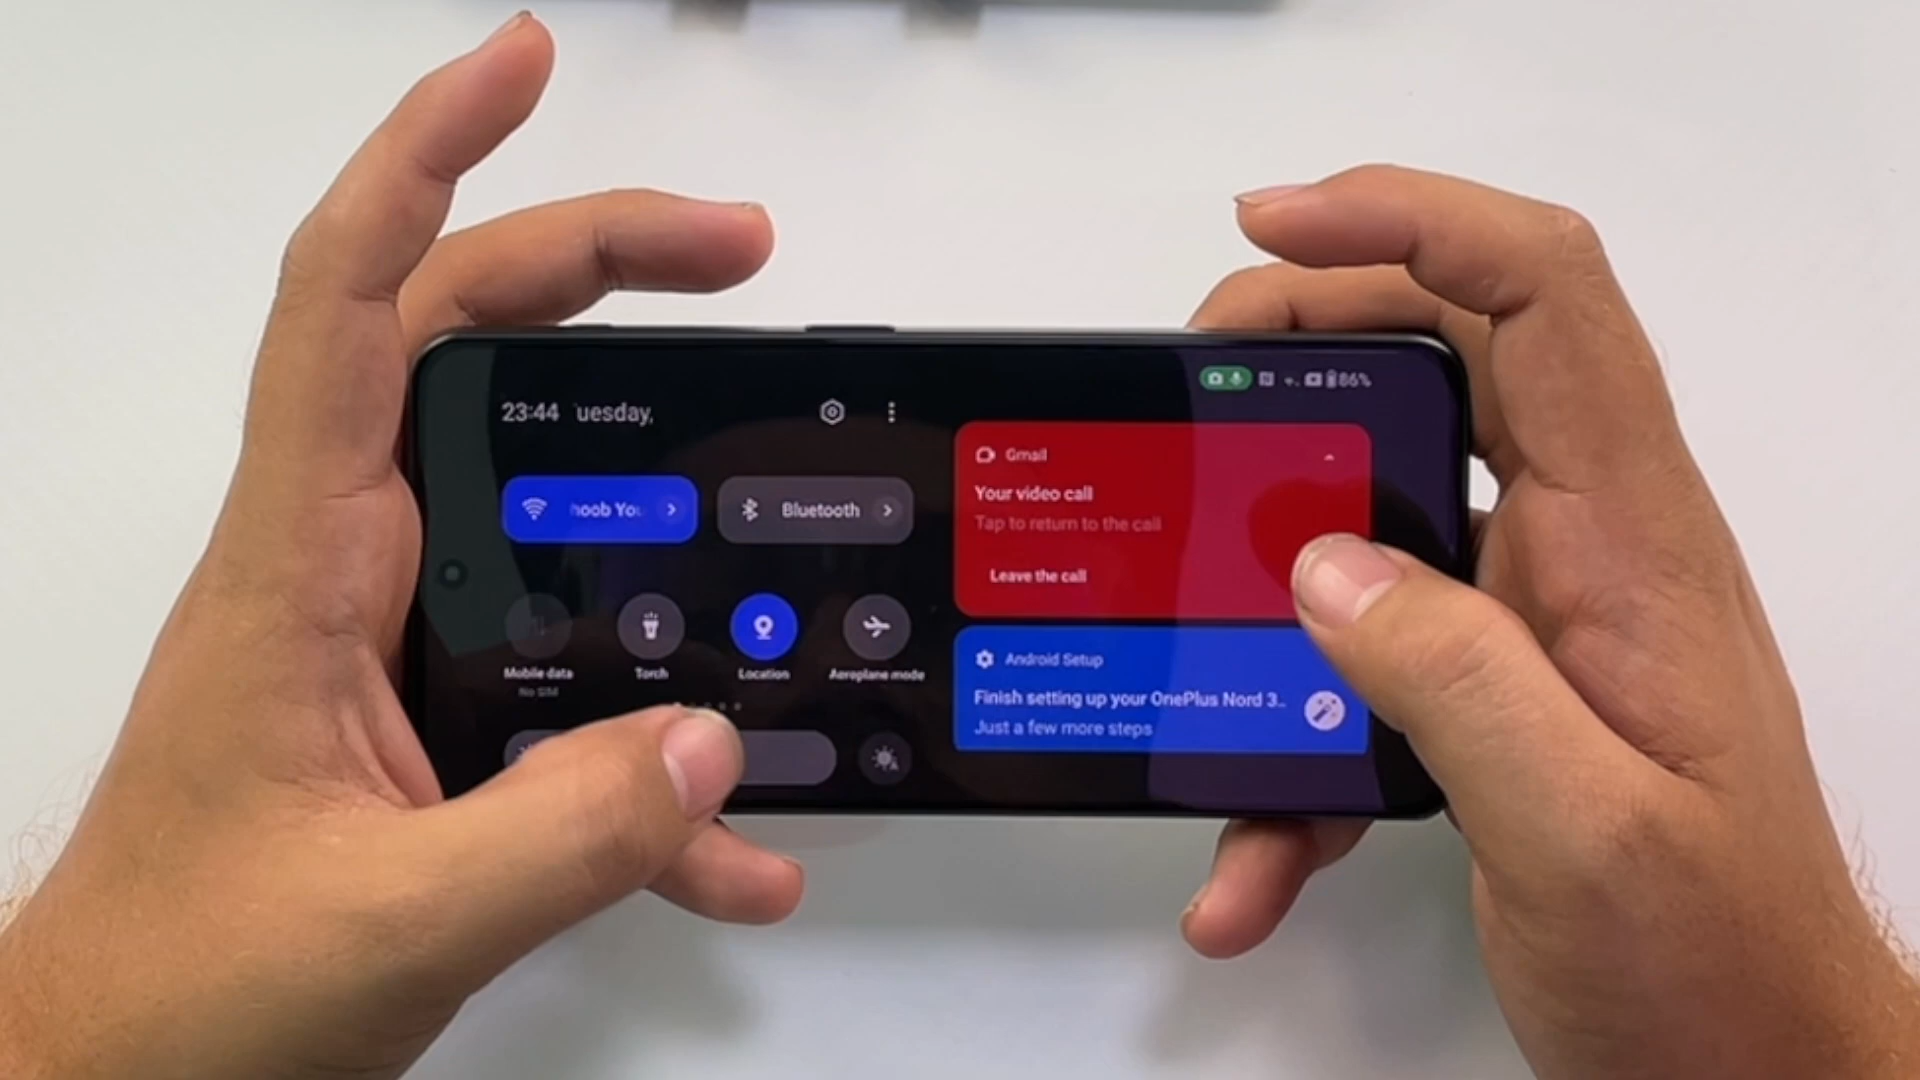 23:44 uesday,
86%
hoob You
Bluetooth
Mobile data
No SIM
Torch
Location
Aeroplane mode
Gmail
Your video call
Tap to return to the call
Leave the call
Android Setup
Finish setting up your OnePlus Nord 3..
Just a few more steps